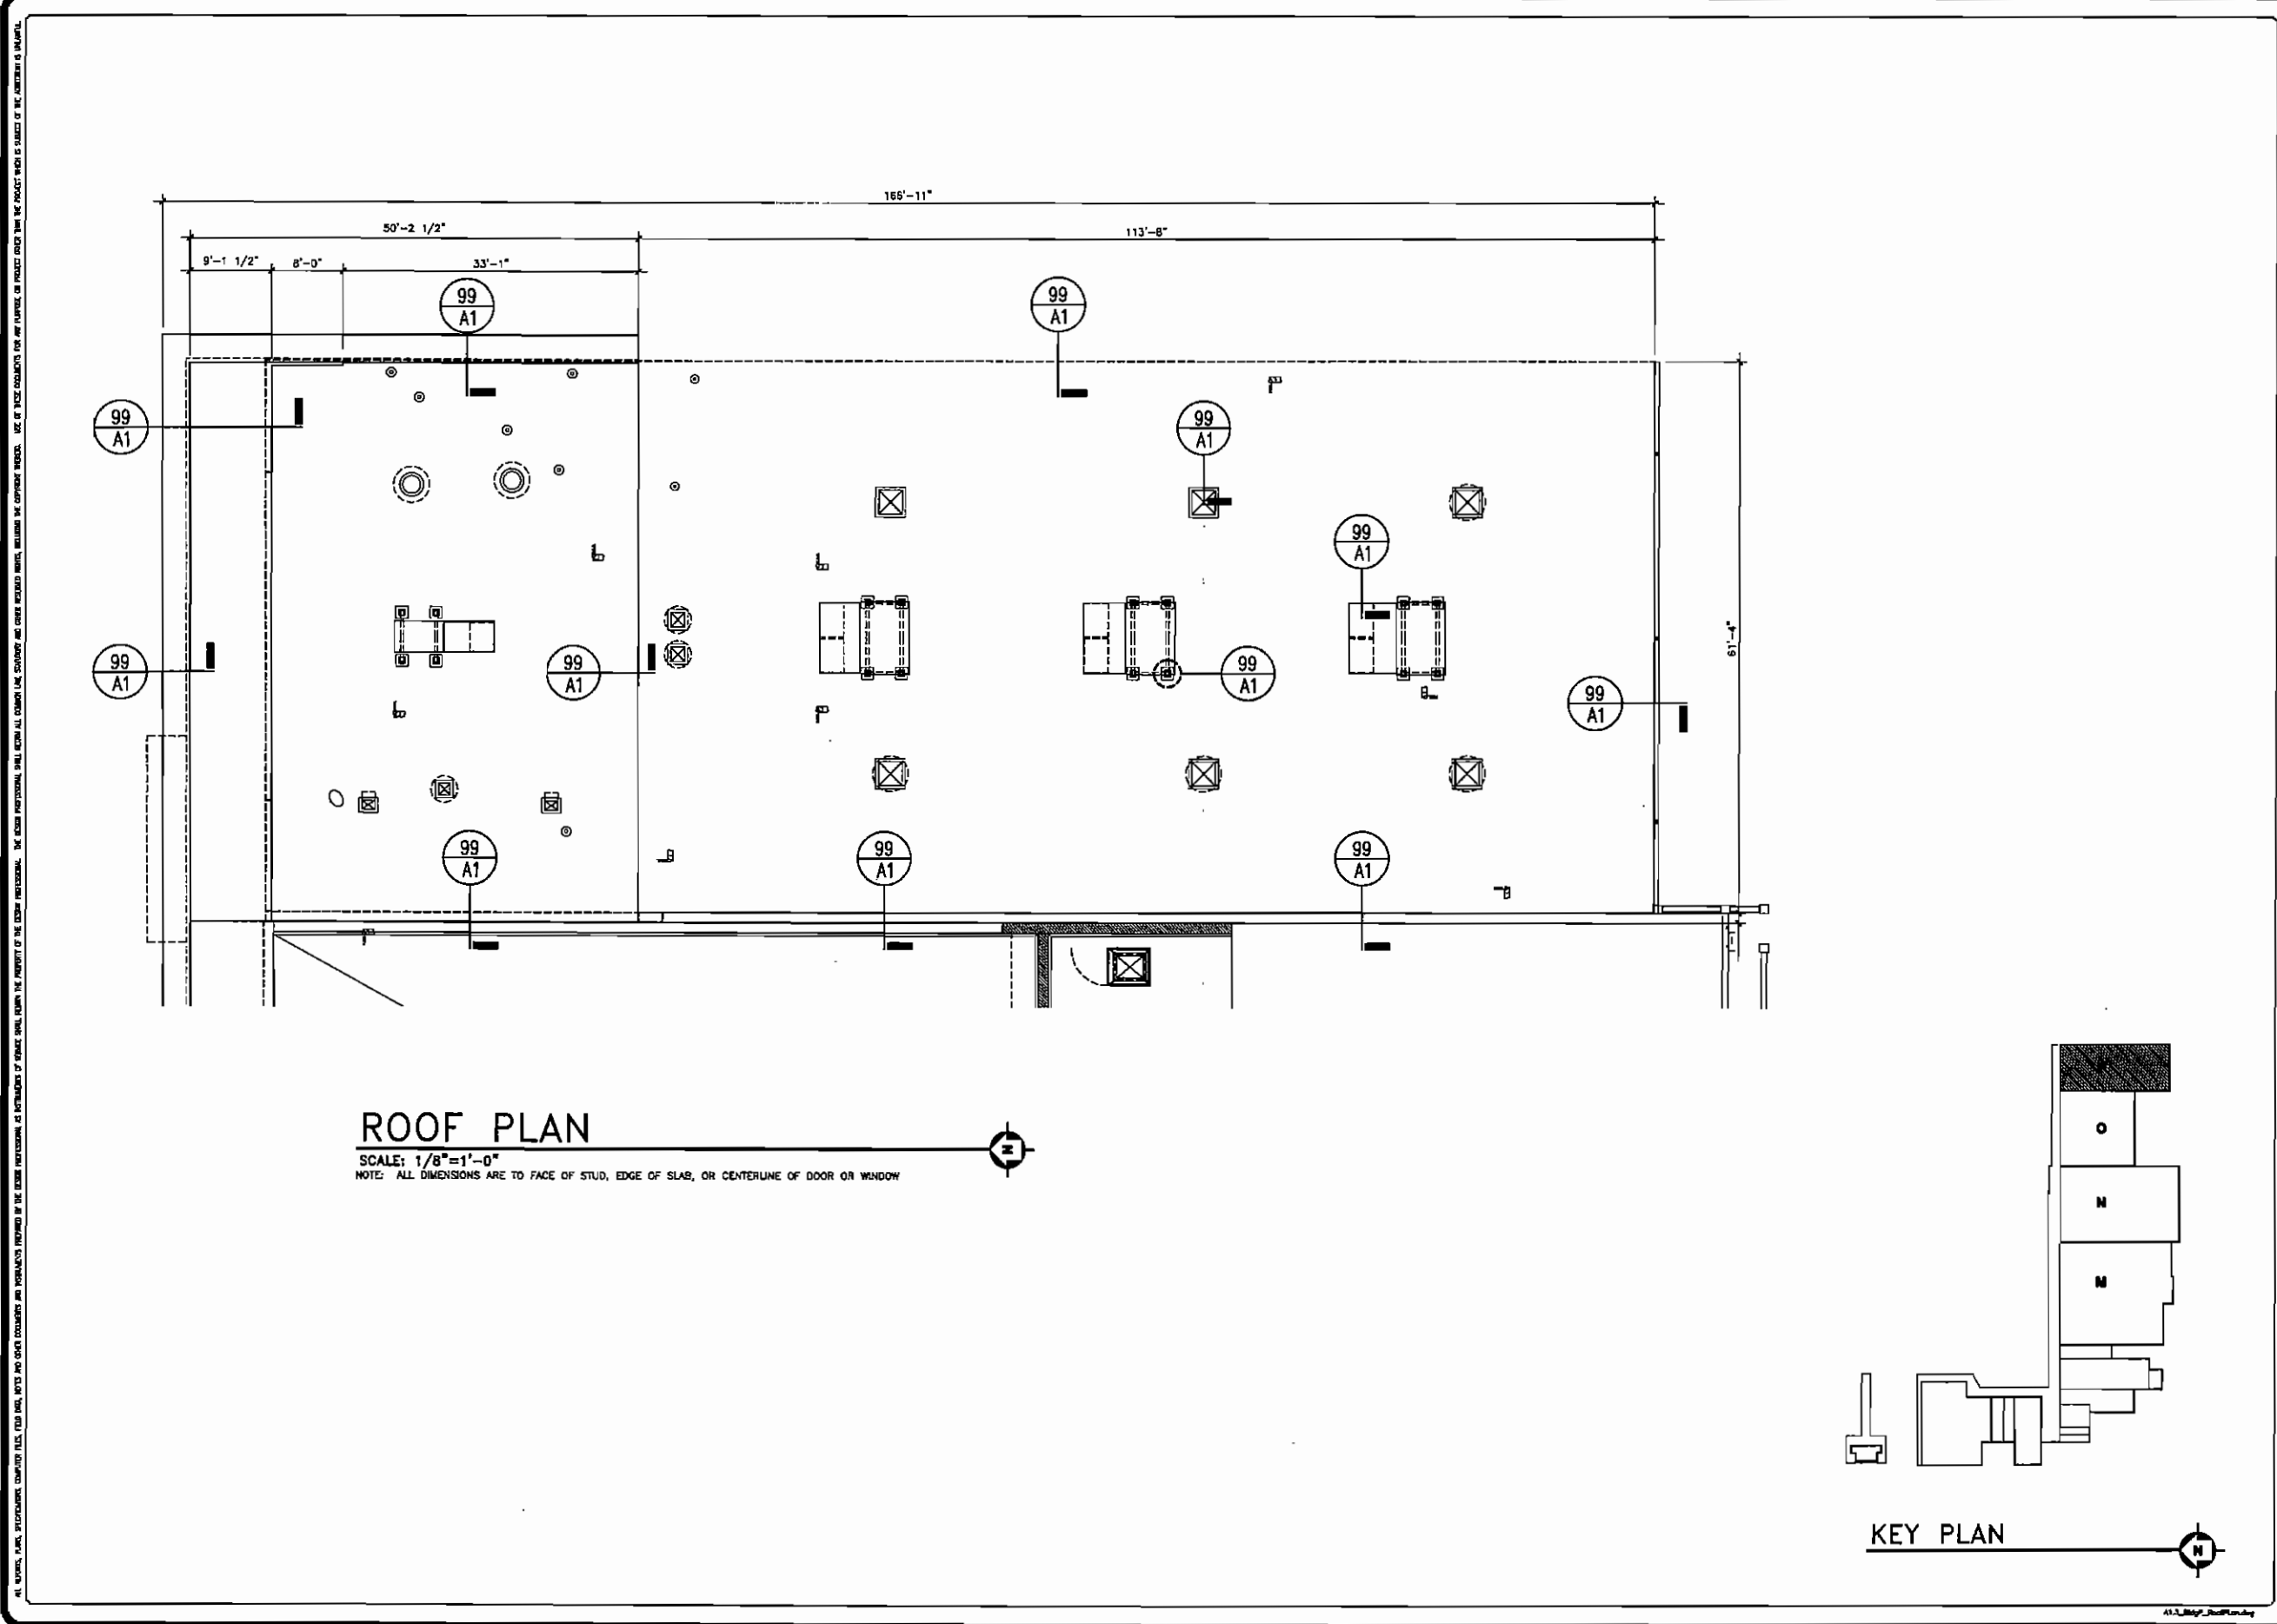 166'-11"
50'-2 1/2"
113'-8"
9'-1 1/2"
8'-0"
33'-1"
99
A1
99
A1
99
A1
99
A1
99
A1
99
A1
99
A1
99
A1
99
A1
61'-4"
99
A1
99
A1
99
A1
99
A1
ROOF PLAN
SCALE: 1/8"=1'-0"
NOTE: ALL DIMENSIONS ARE TO FACE OF STUD, EDGE OF SLAB, OR CENTERLINE OF DOOR OR WINDOW
N
O
N
M
KEY PLAN
N